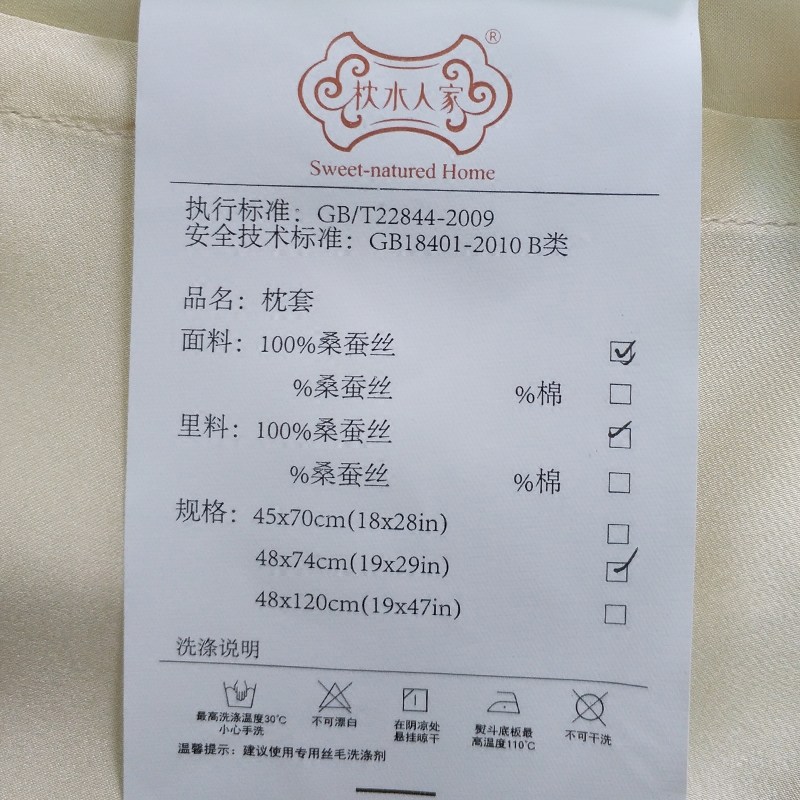 枕水人家®
Sweet-natured Home
执行标准：GB/T22844-2009
安全技术标准：GB18401-2010 B类
品名：枕套
面料：100%桑蚕丝
%桑蚕丝 %棉
里料：100%桑蚕丝
%桑蚕丝 %棉
规格：45x70cm(18x28in)
48x74cm(19x29in)
48x120cm(19x47in)
洗涤说明
最高洗涤温度30℃
小心手洗
不可漂白
在阴凉处
悬挂晾干
熨斗底板最
高温度110℃
不可干洗
温馨提示：建议使用专用丝毛洗涤剂